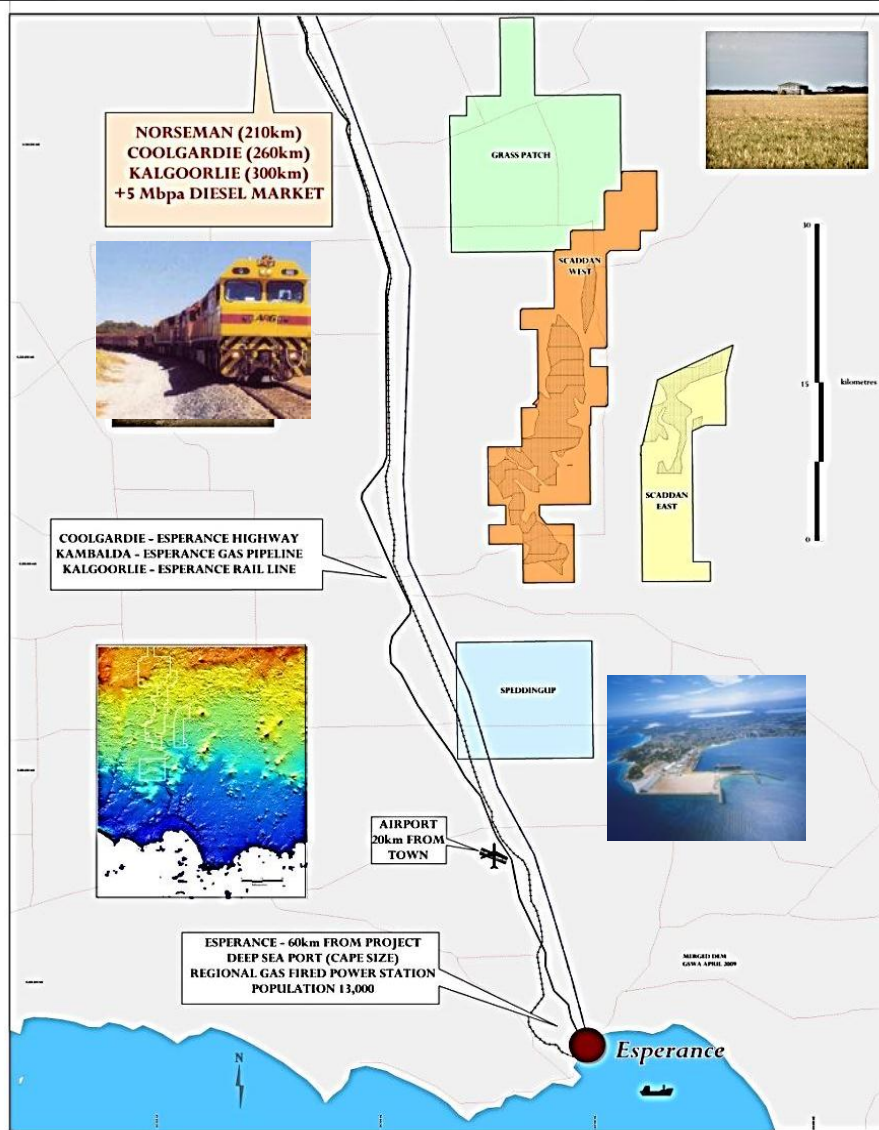 NORSEMAN (210km)
COOLGARDIE (260km)
KALGOORLIE (300km)
+5 Mbpa DIESEL MARKET
GRASS PATCH
SCADDAN
WEST
30
15
kilometres
0
ARG
SCADDAN
EAST
COOLGARDIE - ESPERANCE HIGHWAY
KAMBALDA - ESPERANCE GAS PIPELINE
KALGOORLIE - ESPERANCE RAIL LINE
SPEDDINGUP
AIRPORT
20km FROM
TOWN
ESPERANCE - 60km FROM PROJECT
DEEP SEA PORT (CAPE SIZE)
REGIONAL GAS FIRED POWER STATION
POPULATION 13,000
MERGED DEM
GSWA APRIL 2009
Esperance
N